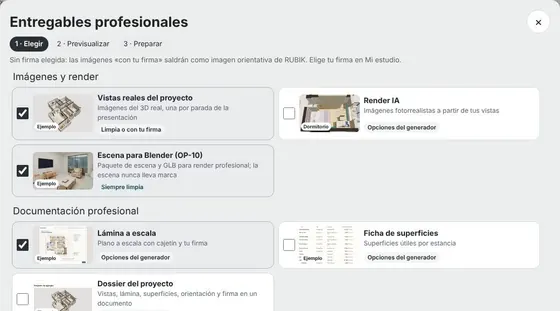 Entregables profesionales
×
1 · Elegir
2 · Previsualizar
3 · Preparar
Sin firma elegida: las imágenes «con tu firma» saldrán como imagen orientativa de RUBIK. Elige tu firma en Mi estudio.
Imágenes y render
Vistas reales del proyecto
Imágenes del 3D real, una por parada de la
presentación
Ejemplo
Limpia o con tu firma
Render IA
Imágenes fotorrealistas a partir de tus vistas
Dormitorio
Opciones del generador
Escena para Blender (OP-10)
Paquete de escena y GLB para render profesional; la
escena nunca lleva marca
Ejemplo
Siempre limpia
Documentación profesional
Lámina a escala
Plano a escala con cajetín y tu firma
Ejemplo
Opciones del generador
Ficha de superficies
Superficies útiles por estancia
Ejemplo
Opciones del generador
Dossier del proyecto
Vistas, lámina, superficies, orientación y firma en un
documento